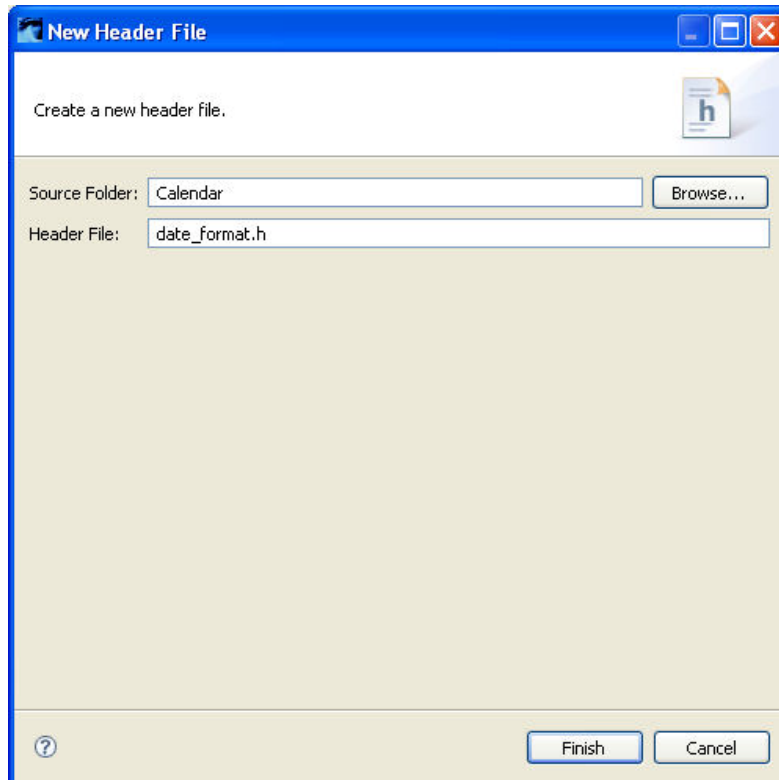 New Header File
Create a new header file.
h
Source Folder: Calendar Browse...
Header File: date_format.h
?
Finish Cancel